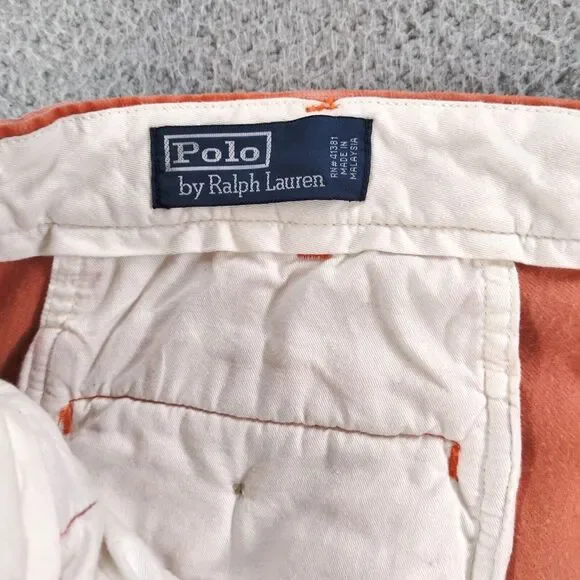 Polo
by Ralph Lauren
RN#41381
MADE IN
MALAYSIA